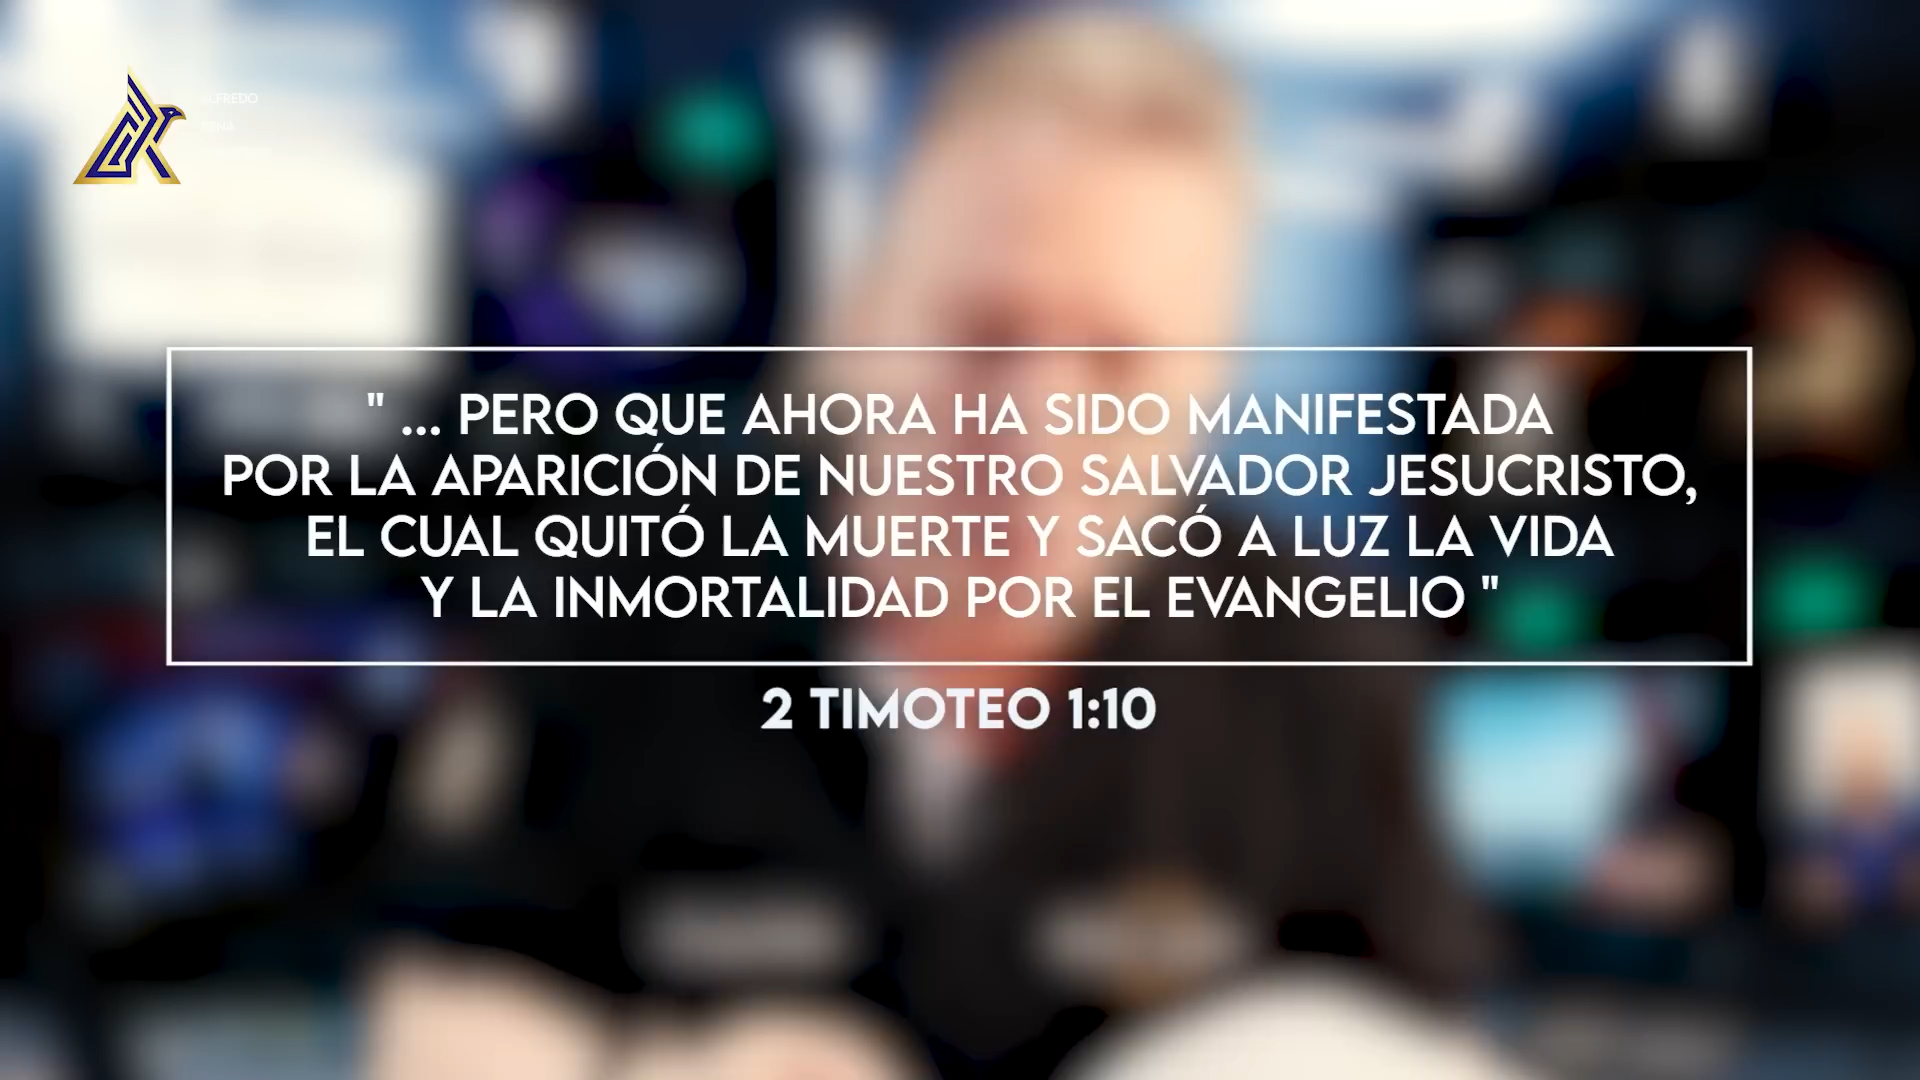 " ... PERO QUE AHORA HA SIDO MANIFESTADA
POR LA APARICIÓN DE NUESTRO SALVADOR JESUCRISTO,
EL CUAL QUITÓ LA MUERTE Y SACÓ A LUZ LA VIDA
Y LA INMORTALIDAD POR EL EVANGELIO "
2 TIMOTEO 1:10